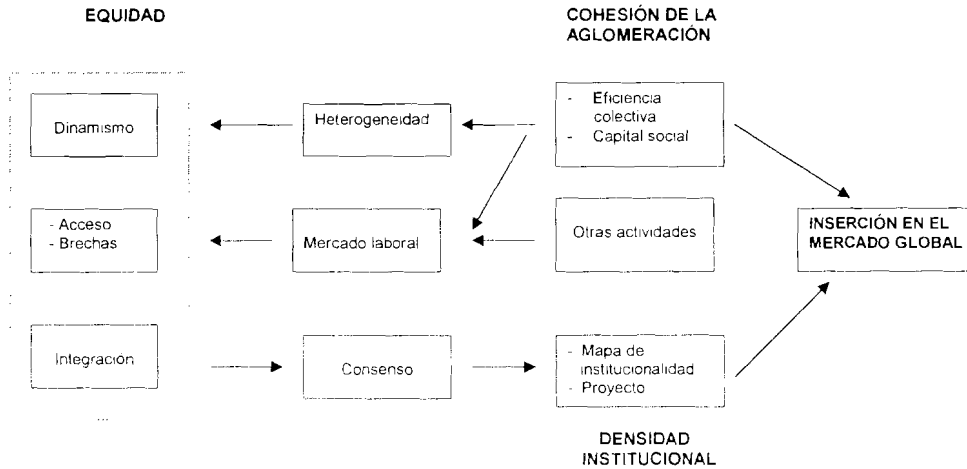 EQUIDAD
COHESIÓN DE LA
AGLOMERACIÓN
Dinamismo
Heterogeneidad
- Eficiencia
colectiva
- Capital social
- Acceso
- Brechas
Mercado laboral
Otras actividades
INSERCIÓN EN EL
MERCADO GLOBAL
Integración
Consenso
- Mapa de
institucionalidad
- Proyecto
...
DENSIDAD
INSTITUCIONAL